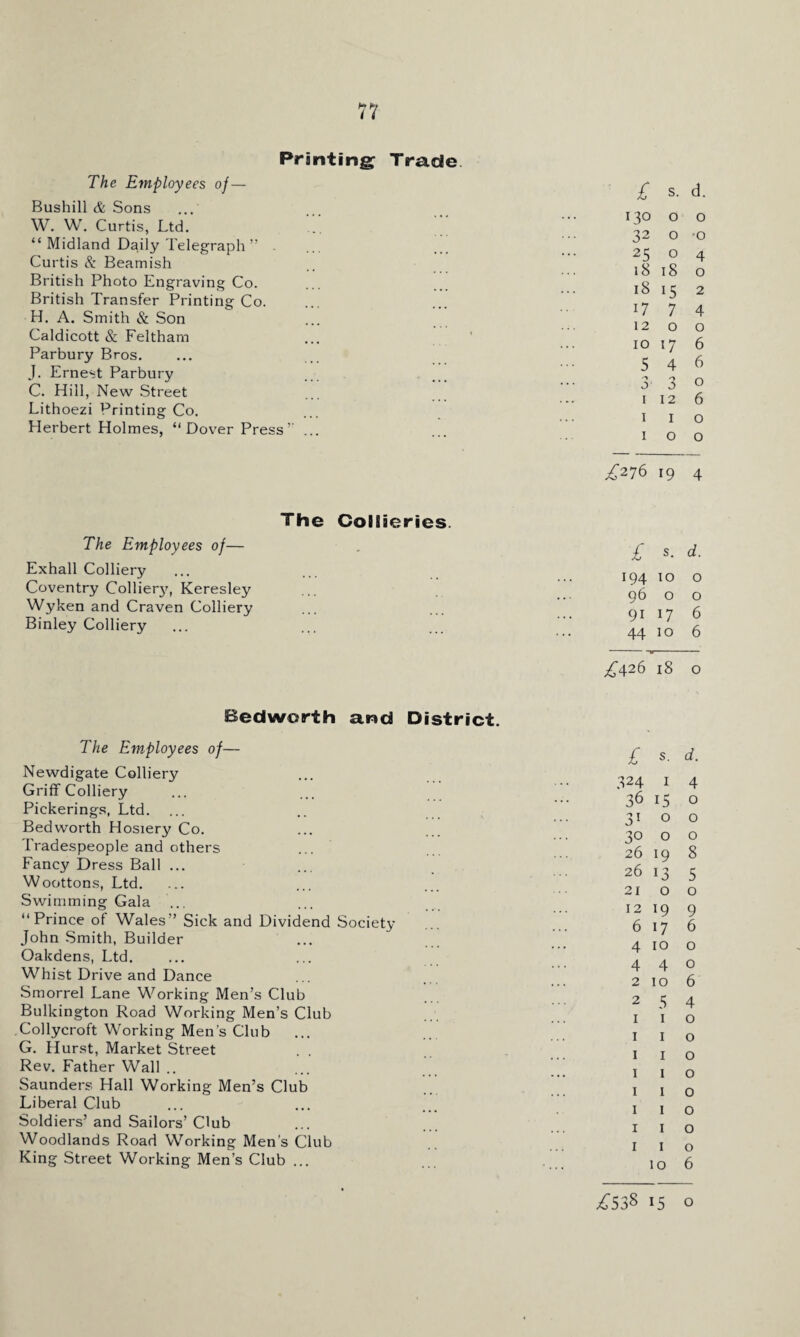 77
Printing Trade.
The Employees of—
£ s. d.
Bushill & Sons ... ... ... ... 130 0 0
W. W. Curtis, Ltd. ... ... ... 32 0 0
“Midland Daily Telegraph” ... ... ... 25 0 4
Curtis & Beamish ... ... ... 18 18 0
British Photo Engraving Co. ... ... ... 18 15 2
British Transfer Printing Co. ... ... ... 17 7 4
H. A. Smith & Son ... ... ... 12 0 0
Caldicott & Feltham ... ... ... 10 17 6
Parbury Bros. ... ... ... ... 5 4 6
J. Ernest Parbury ... ... ... 3 3 0
C. Hill, New Street ... ... ... 1 12 6
Lithoezi Printing Co. ... ... ... 1 1 0
Herbert Holmes, “Dover Press” ... ... ... 1 0 0
£276 19 4
The Collieries.
The Employees of—
£ s. d.
Exhall Colliery ... ... ... ... 194 10 0
Coventry Colliery, Keresley ... ... ... 96 0 0
Wyken and Craven Colliery ... ... ... 91 17 6
Binley Colliery ... ... ... ... 44 10 6
£426 18 0
Bedworth and District.
The Employees of—
£ s. d.
Newdigate Colliery ... ... ... 324 1 4
Griff Colliery ... ... ... ... 36 15 0
Pickerings, Ltd. ... ... ... ... 31 0 0
Bedworth Hosiery Co. ... ... ... 30 0 0
Tradespeople and others ... ... ... 26 19 8
Fancy Dress Ball ... ... ... ... 26 13 5
Woottons, Ltd. ... ... ... ... 21 0 0
Swimming Gala ... ... ... ... 12 19 9
“Prince of Wales” Sick and Dividend Society ... ... 6 17 6
John Smith, Builder ... ... ... 4 10 0
Oakdens, Ltd. ... ... ... ... 4 4 0
Whist Drive and Dance ... ... ... 2 10 6
Smorrel Lane Working Men’s Club ... ... 2 5 4
Bulkington Road Working Men’s Club ... ... 1 1 0
Collycroft Working Men’s Club ... ... ... 1 1 0
G. Hurst, Market Street ... ... ... 1 1 0
Rev. Father Wall .. ... ... ... 1 1 0
Saunders Hall Working Men’s Club ... ... 1 1 0
Liberal Club ... ... ... ... 1 1 0
Soldiers’ and Sailors’ Club ... ... ... 1 1 0
Woodlands Road Working Men’s Club ... ... 1 1 0
King Street Working Men’s Club ... ... ... 10 6
£538 15 0